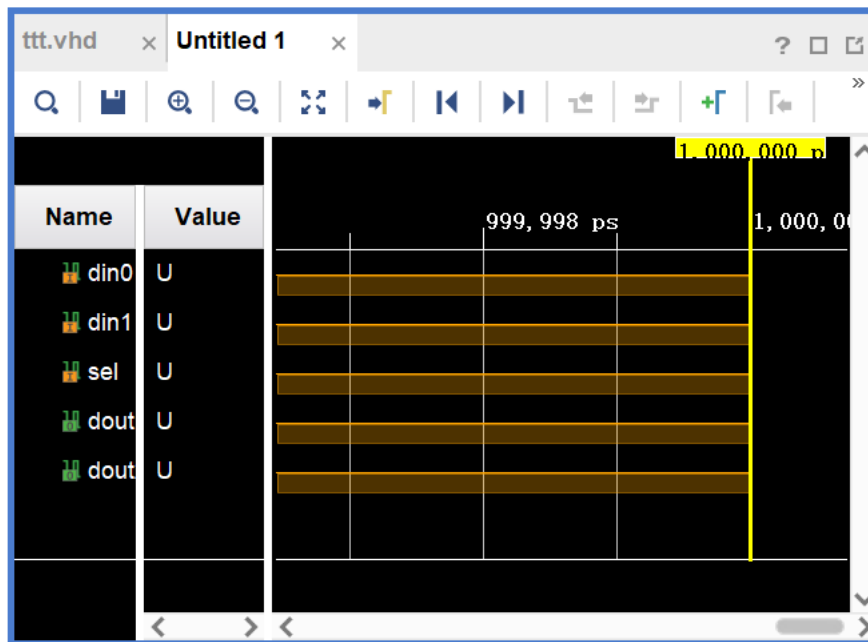 ttt.vhd × Untitled 1 × ?
»
1,000,000 p
Name Value 999,998 ps 1,000,00
din0 U
din1 U
sel U
dout U
dout U